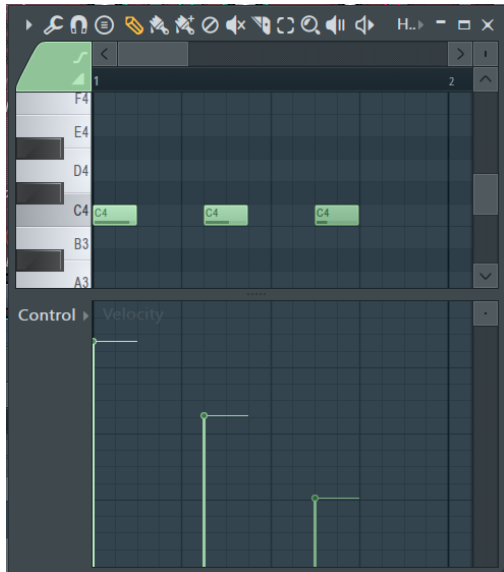 H..
1 2
F4
E4
D4
C4 C4 C4 C4
B3
A3
Control Velocity